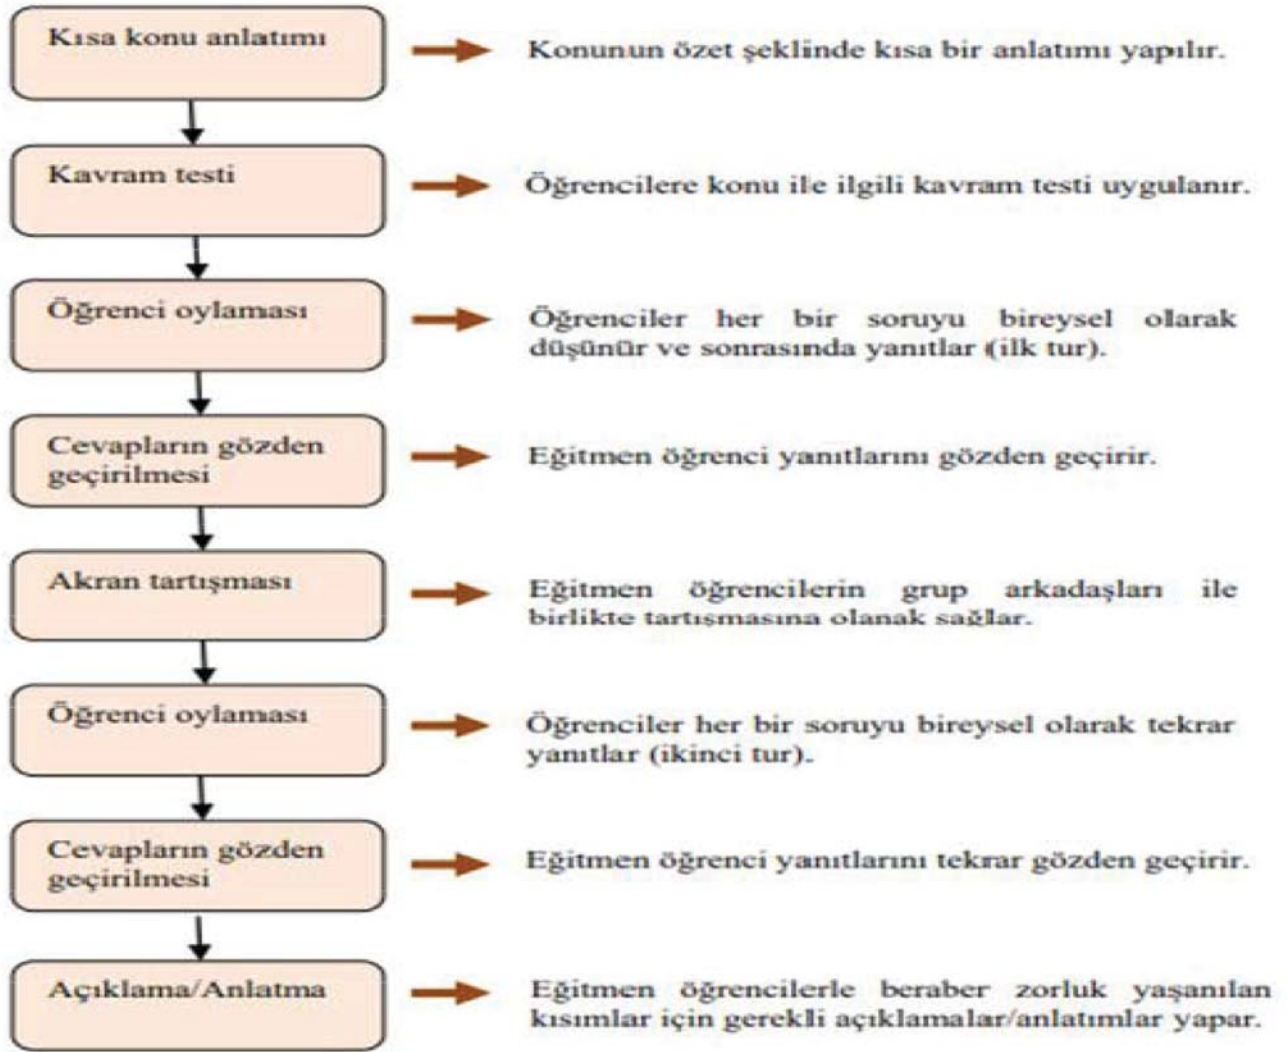 Kısa konu anlatımı
Konunun özet şeklinde kısa bir anlatımı yapılır.
Kavram testi
Öğrencilere konu ile ilgili kavram testi uygulanır.
Öğrenci oylaması
Öğrenciler her bir soruyu bireysel olarak
düşünür ve sonrasında yanıtlar (ilk tur).
Cevapların gözden
geçirilmesi
Eğitmen öğrenci yanıtlarını gözden geçirir.
Akran tartışması
Eğitmen öğrencilerin grup arkadaşları ile
birlikte tartışmasına olanak sağlar.
Öğrenci oylaması
Öğrenciler her bir soruyu bireysel olarak tekrar
yanıtlar (ikinci tur).
Cevapların gözden
geçirilmesi
Eğitmen öğrenci yanıtlarını tekrar gözden geçirir.
Açıklama/Anlatma
Eğitmen öğrencilerle beraber zorluk yaşanılan
kısımlar için gerekli açıklamalar/anlatımlar yapar.